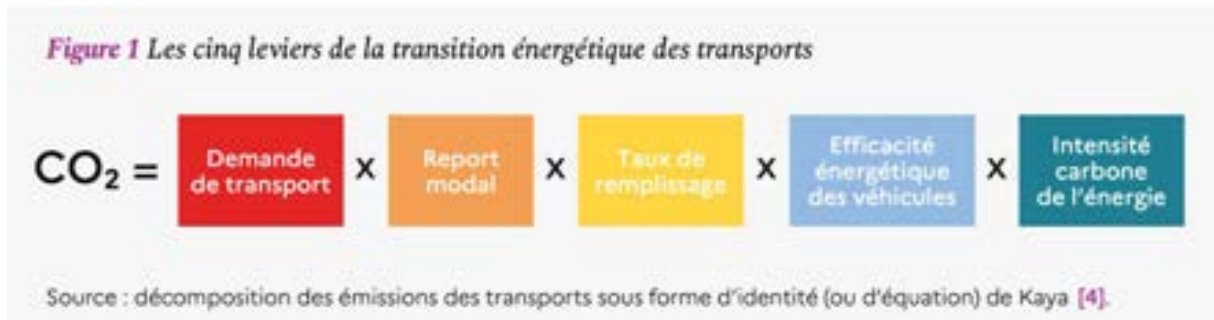 Figure 1 Les cinq leviers de la transition énergétique des transports
CO₂ = Demande de transport x Report modal x Taux de remplissage x Efficacité énergétique des véhicules x Intensité carbone de l'énergie
Source : décomposition des émissions des transports sous forme d'identité (ou d'équation) de Kaya [4].